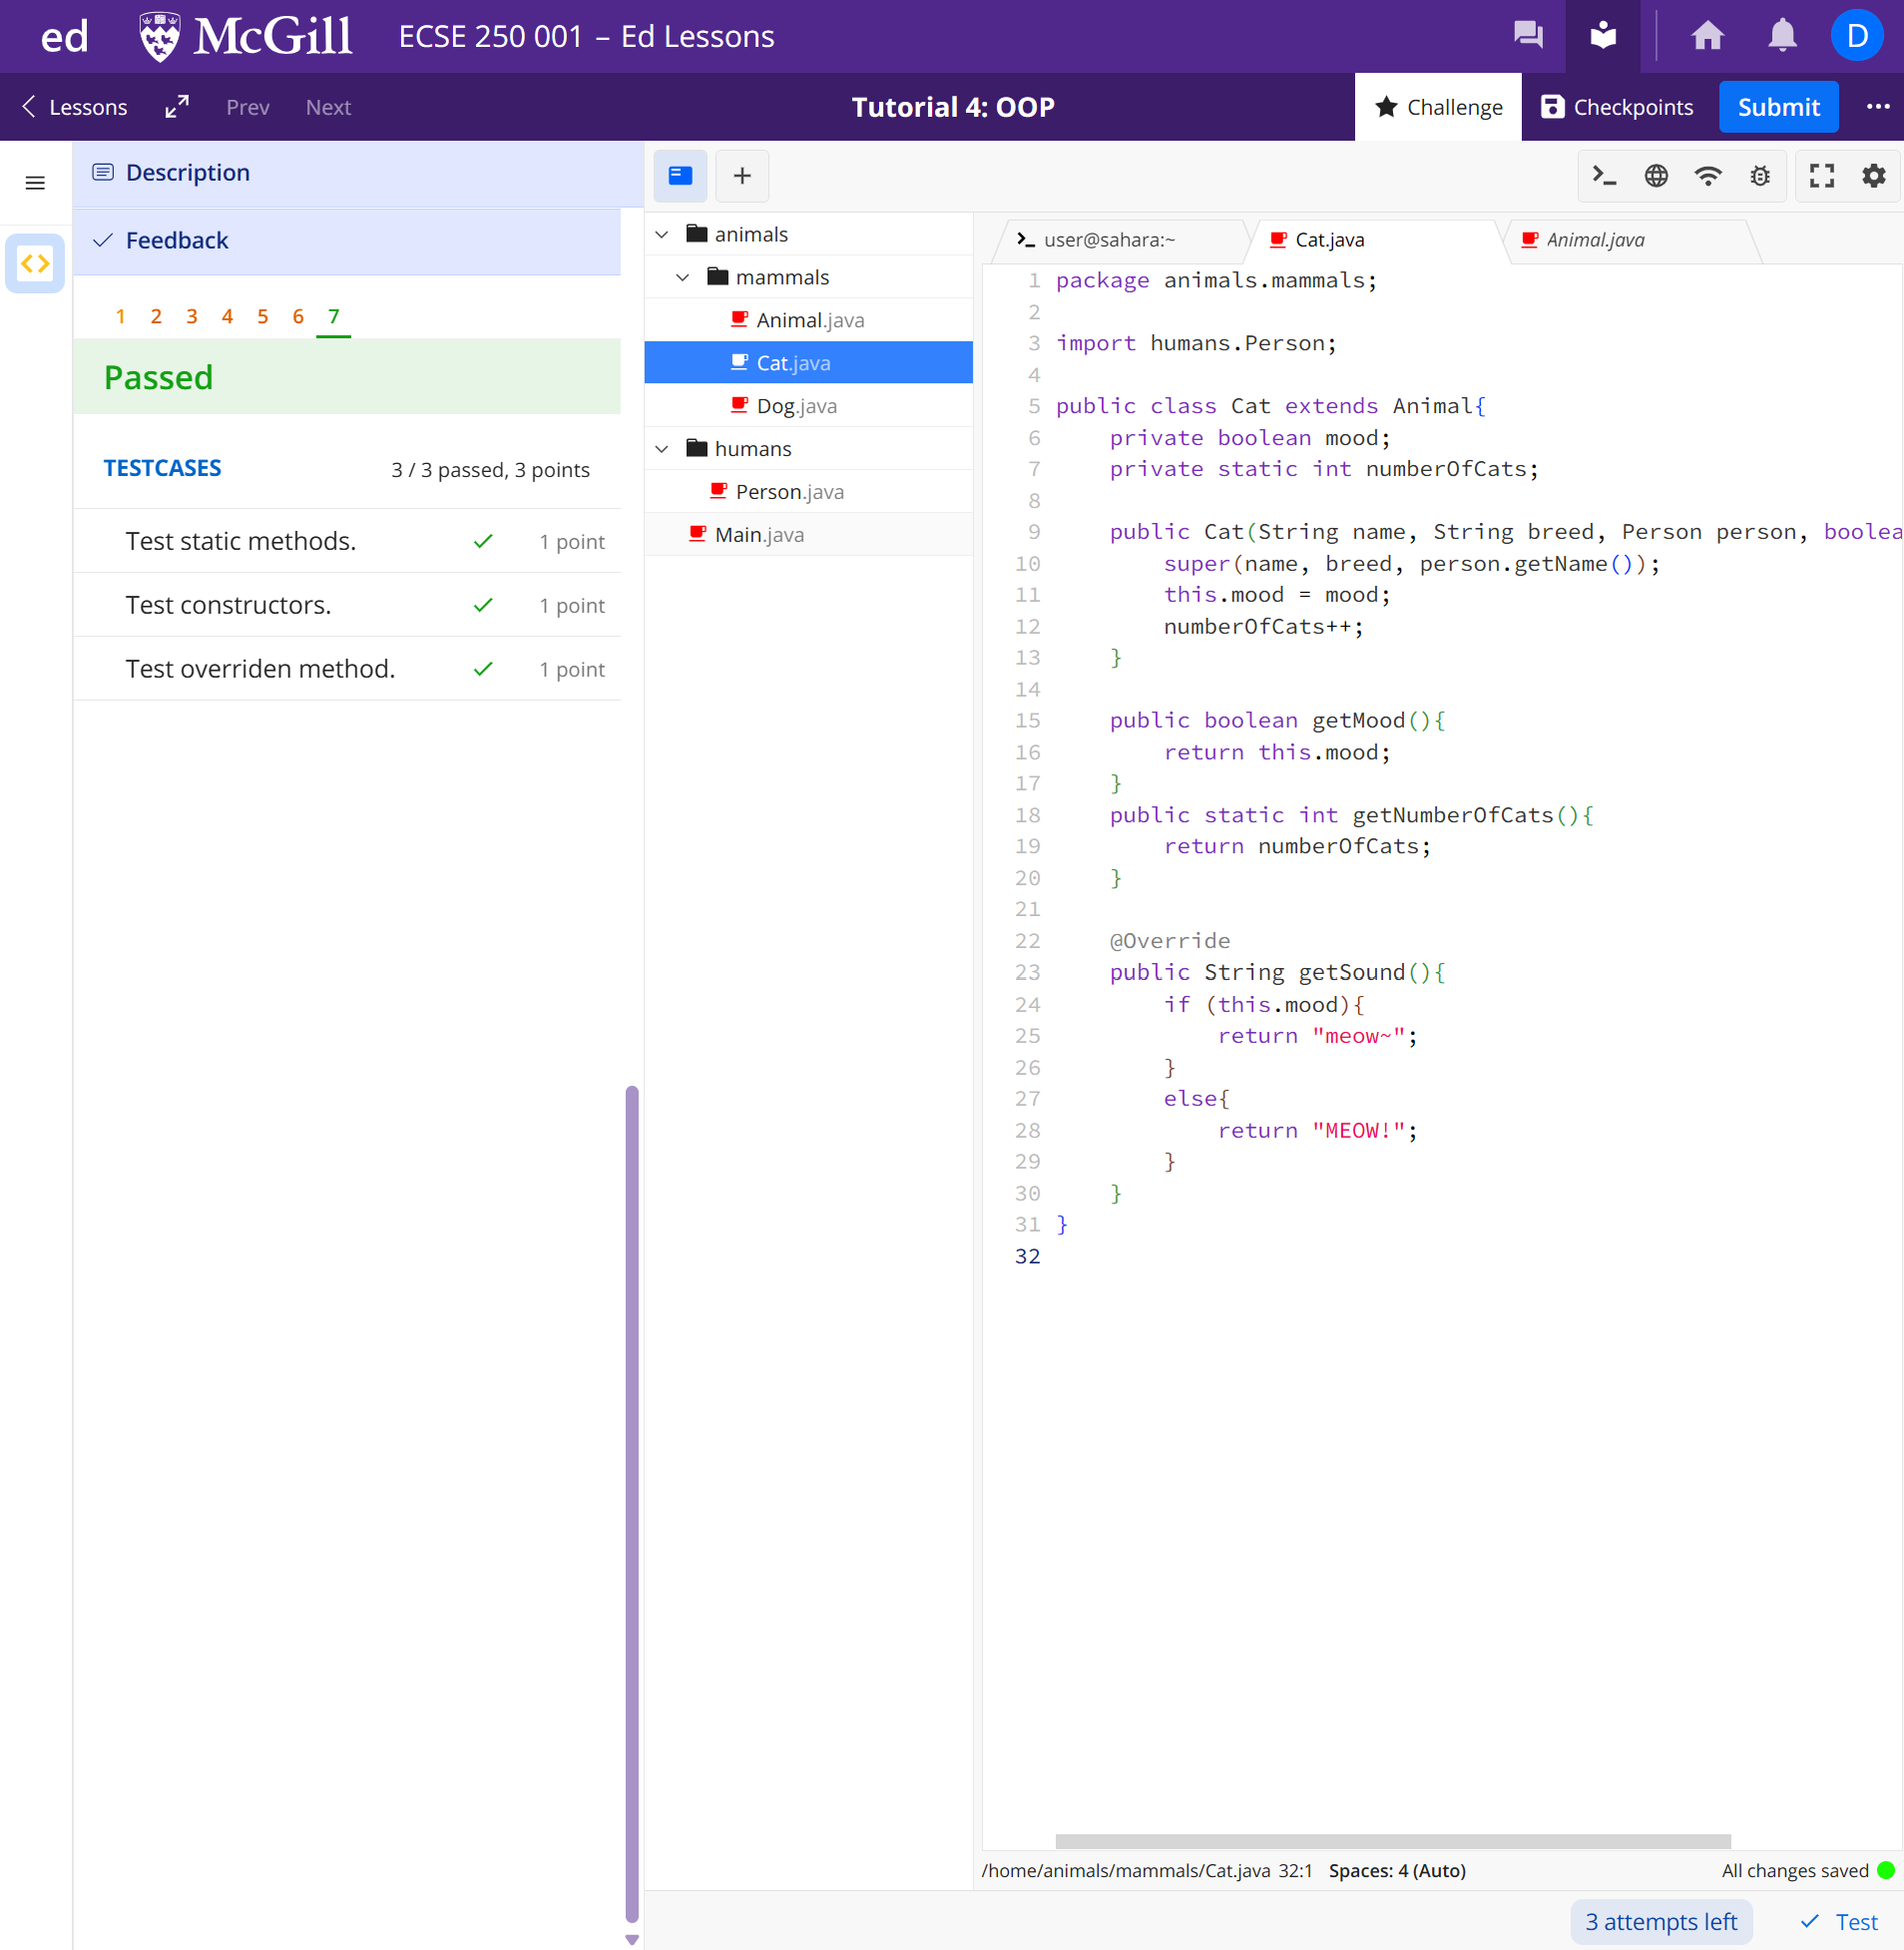 ed McGill ECSE 250 001 – Ed Lessons D
Lessons Prev Next Tutorial 4: OOP Challenge Checkpoints Submit
Description
Feedback
1 2 3 4 5 6 7
Passed
TESTCASES 3 / 3 passed, 3 points
Test static methods. 1 point
Test constructors. 1 point
Test overriden method. 1 point
animals
mammals
Animal.java
Cat.java
Dog.java
humans
Person.java
Main.java
user@sahara:~ Cat.java Animal.java
1 package animals.mammals;
2
3 import humans.Person;
4
5 public class Cat extends Animal{
6     private boolean mood;
7     private static int numberOfCats;
8
9     public Cat(String name, String breed, Person person, boolea
10         super(name, breed, person.getName());
11         this.mood = mood;
12         numberOfCats++;
13     }
14
15     public boolean getMood(){
16         return this.mood;
17     }
18     public static int getNumberOfCats(){
19         return numberOfCats;
20     }
21
22     @Override
23     public String getSound(){
24         if (this.mood){
25             return "meow~";
26         }
27         else{
28             return "MEOW!";
29         }
30     }
31 }
32
/home/animals/mammals/Cat.java 32:1 Spaces: 4 (Auto) All changes saved
3 attempts left Test